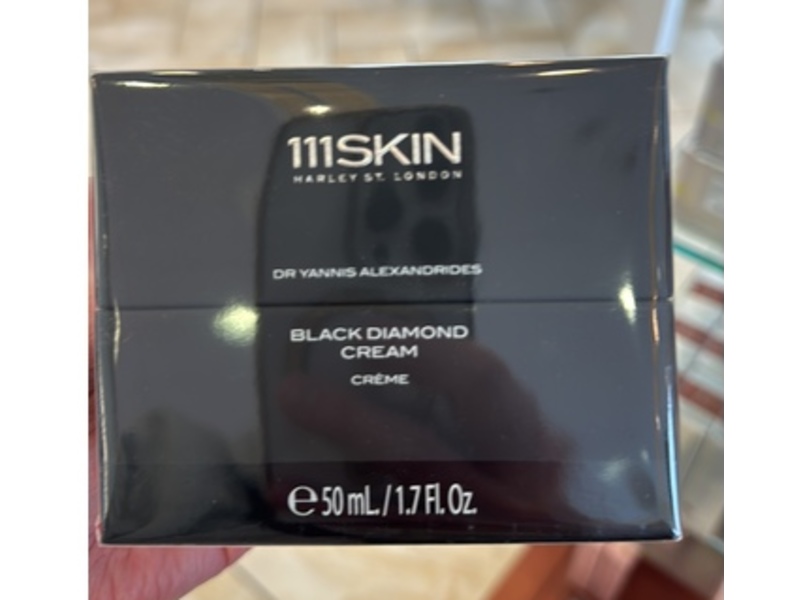 111SKIN
HARLEY ST. LONDON
DR YANNIS ALEXANDRIDES
BLACK DIAMOND
CREAM
CRÈME
℮ 50 mL / 1.7 Fl. Oz.